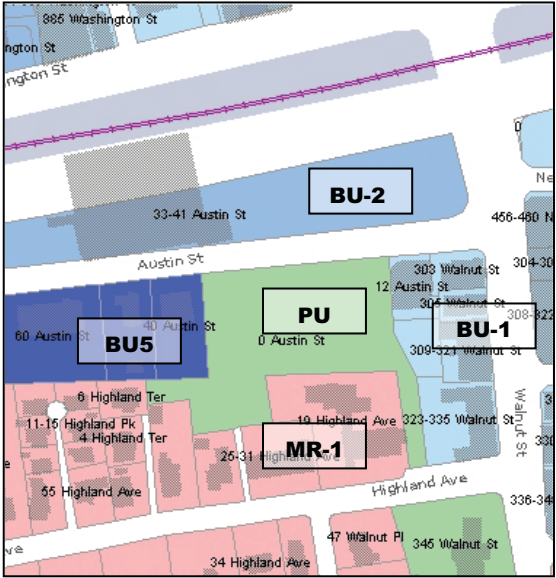 865 Washington St
ngton St
ngton St
0
BU-2
Ne
33-41 Austin St
456-460 N
Austin St
303 Walnut St
304-30
12 Austin St
305 Walnut St
308-322
PU
BU-1
60 Austin St
40 Austin St
BU5
0 Austin St
309-321 Walnut St
6 Highland Ter
11-15 Highland Pk
19 Highland Ave
323-335 Walnut St
Walnut St
4 Highland Ter
330
MR-1
25-31 Highland Ave
55 Highland Ave
Highland Ave
336-34
ve
47 Walnut Pl
345 Walnut St
34 Highland Ave